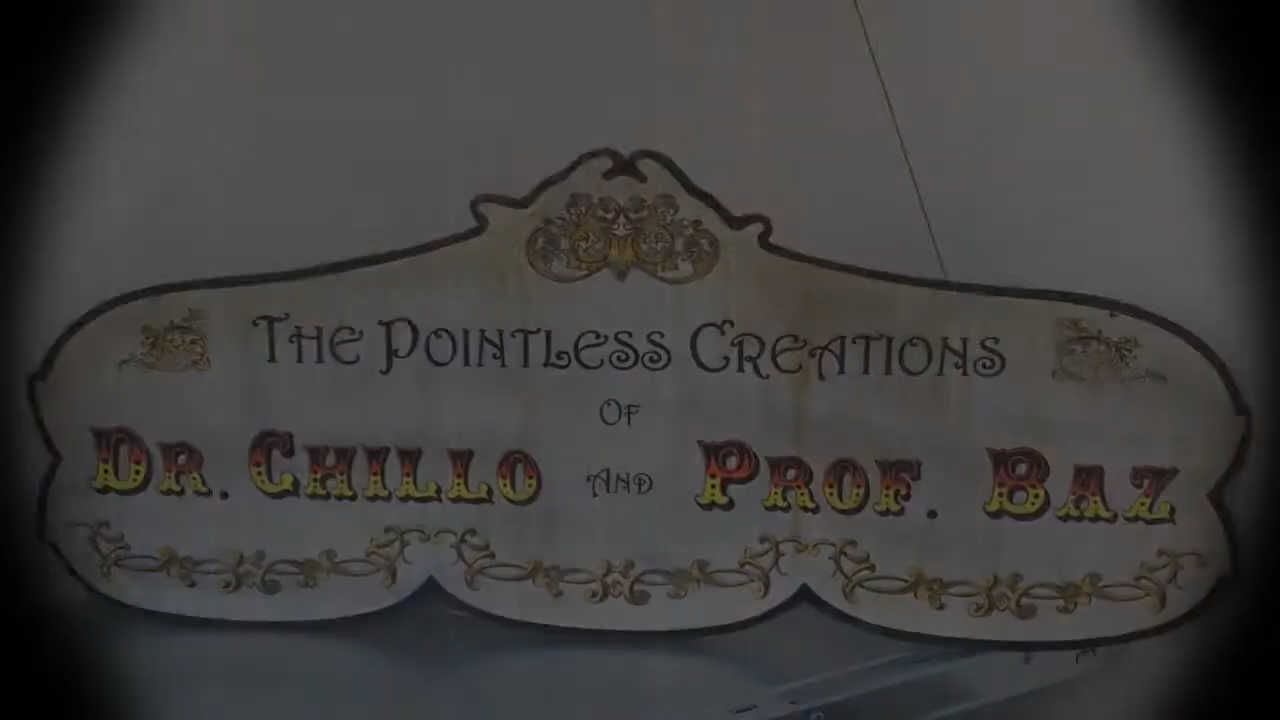 The Pointless Creations
Of
Dr. Chillo and Prof. Baz